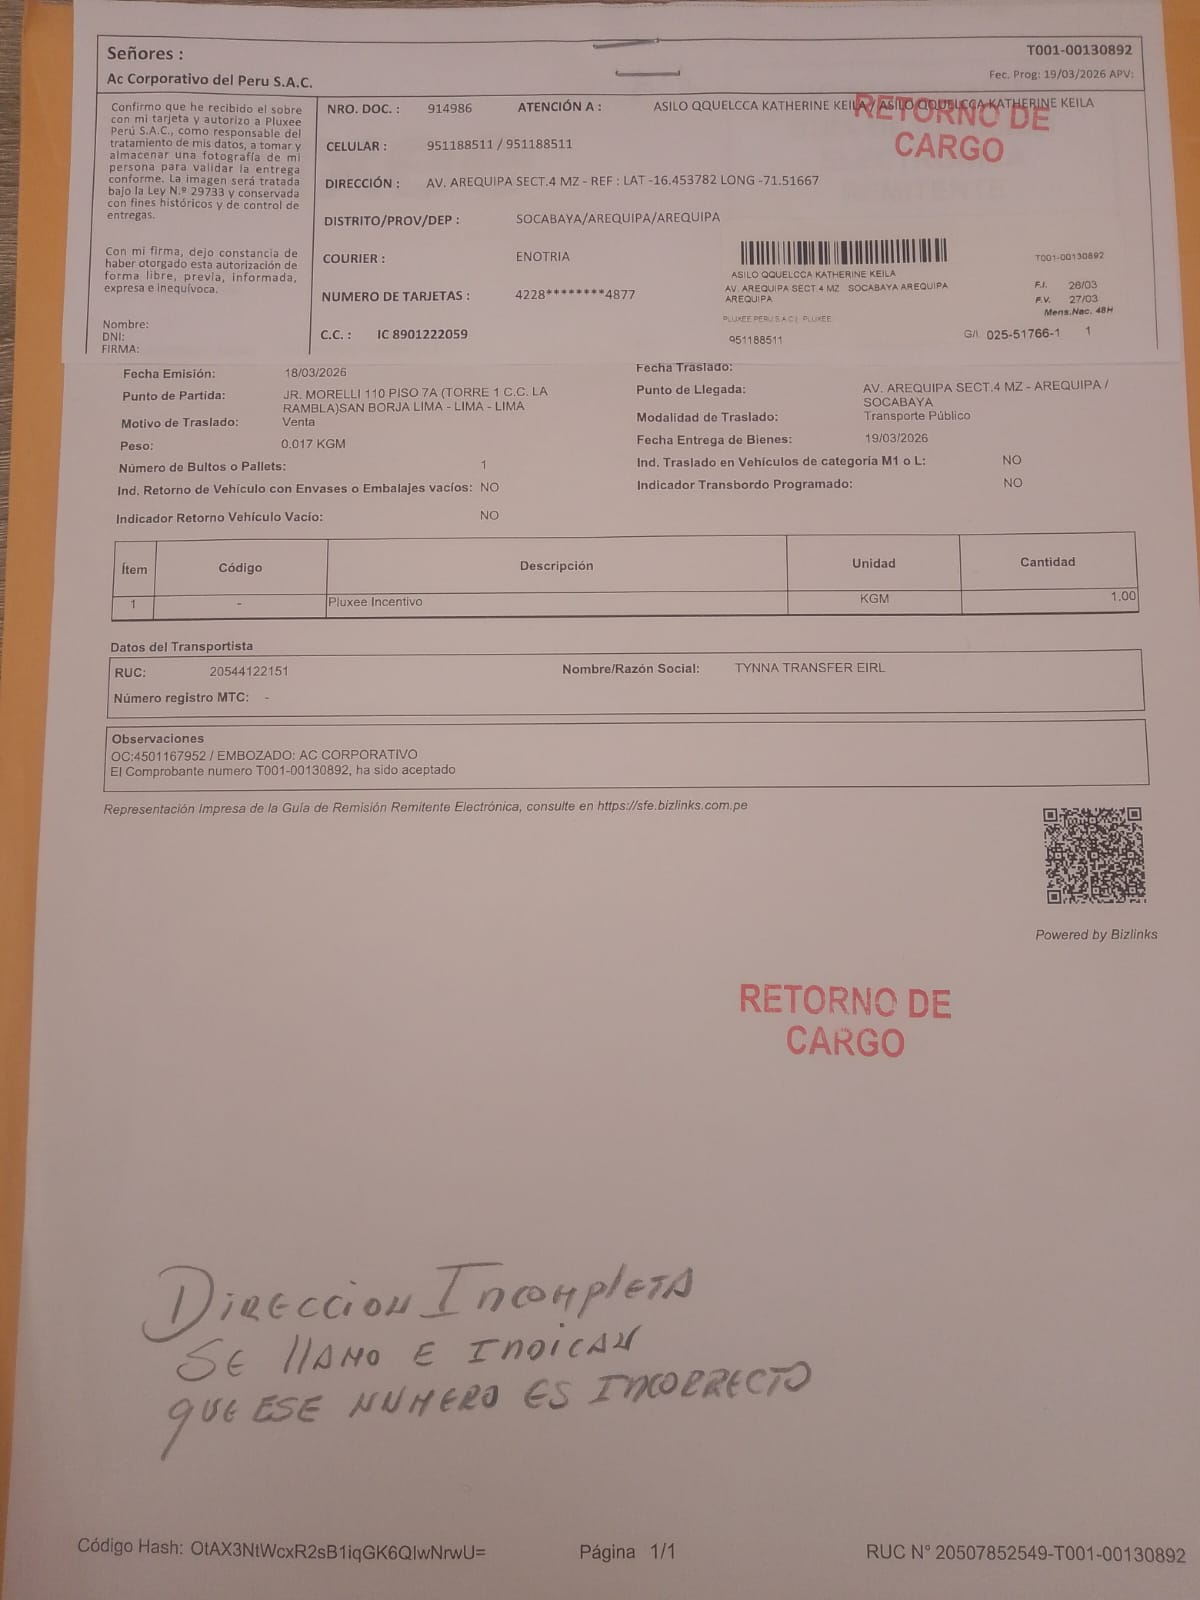 Señores :
T001-00130892
Ac Corporativo del Peru S.A.C.
Fec. Prog: 19/03/2026 APV:
Confirmo que he recibido el sobre
con mi tarjeta y autorizo a Pluxee
Perú S.A.C., como responsable del
tratamiento de mis datos, a tomar y
almacenar una fotografía de mi
persona para validar la entrega
conforme. La imagen será tratada
bajo la Ley N.º 29733 y conservada
con fines históricos y de control de
entregas.
Con mi firma, dejo constancia de
haber otorgado esta autorización de
forma libre, previa, informada,
expresa e inequívoca.
Nombre:
DNI:
FIRMA:
NRO. DOC. : 914986 ATENCIÓN A : ASILO QQUELCCA KATHERINE KEILA / ASILO QQUELCCA KATHERINE KEILA
RETORNO DE
CARGO
CELULAR : 951188511 / 951188511
DIRECCIÓN : AV. AREQUIPA SECT.4 MZ - REF : LAT -16.453782 LONG -71.51667
DISTRITO/PROV/DEP : SOCABAYA/AREQUIPA/AREQUIPA
COURIER : ENOTRIA
NUMERO DE TARJETAS : 4228********4877
C.C. : IC 8901222059
T001-00130892
ASILO QQUELCCA KATHERINE KEILA
AV. AREQUIPA SECT.4 MZ SOCABAYA AREQUIPA
AREQUIPA
PLUXEE PERU S.A.C | PLUXEE
951188511
F.I. 26/03
F.V. 27/03
Mens.Nac. 48H
G/I. 025-51766-1 1
Fecha Emisión: 18/03/2026
Fecha Traslado:
Punto de Partida: JR. MORELLI 110 PISO 7A (TORRE 1 C.C. LA
RAMBLA)SAN BORJA LIMA - LIMA - LIMA
Punto de Llegada: AV. AREQUIPA SECT.4 MZ - AREQUIPA /
SOCABAYA
Motivo de Traslado: Venta
Modalidad de Traslado: Transporte Público
Peso: 0.017 KGM
Fecha Entrega de Bienes: 19/03/2026
Número de Bultos o Pallets: 1
Ind. Traslado en Vehículos de categoría M1 o L: NO
Ind. Retorno de Vehículo con Envases o Embalajes vacíos: NO
Indicador Transbordo Programado: NO
Indicador Retorno Vehículo Vacío: NO
Ítem Código Descripción Unidad Cantidad
1 - Pluxee Incentivo KGM 1.00
Datos del Transportista
RUC: 20544122151 Nombre/Razón Social: TYNNA TRANSFER EIRL
Número registro MTC: -
Observaciones
OC:4501167952 / EMBOZADO: AC CORPORATIVO
El Comprobante numero T001-00130892, ha sido aceptado
Representación Impresa de la Guía de Remisión Remitente Electrónica, consulte en https://sfe.bizlinks.com.pe
Powered by Bizlinks
RETORNO DE
CARGO
DIRECCION INCOMPLETA
SE LLAMO E INDICAN
QUE ESE NUMERO ES INCORRECTO
Código Hash: OtAX3NtWcxR2sB1iqGK6QIwNrwU= Página 1/1 RUC N° 20507852549-T001-00130892